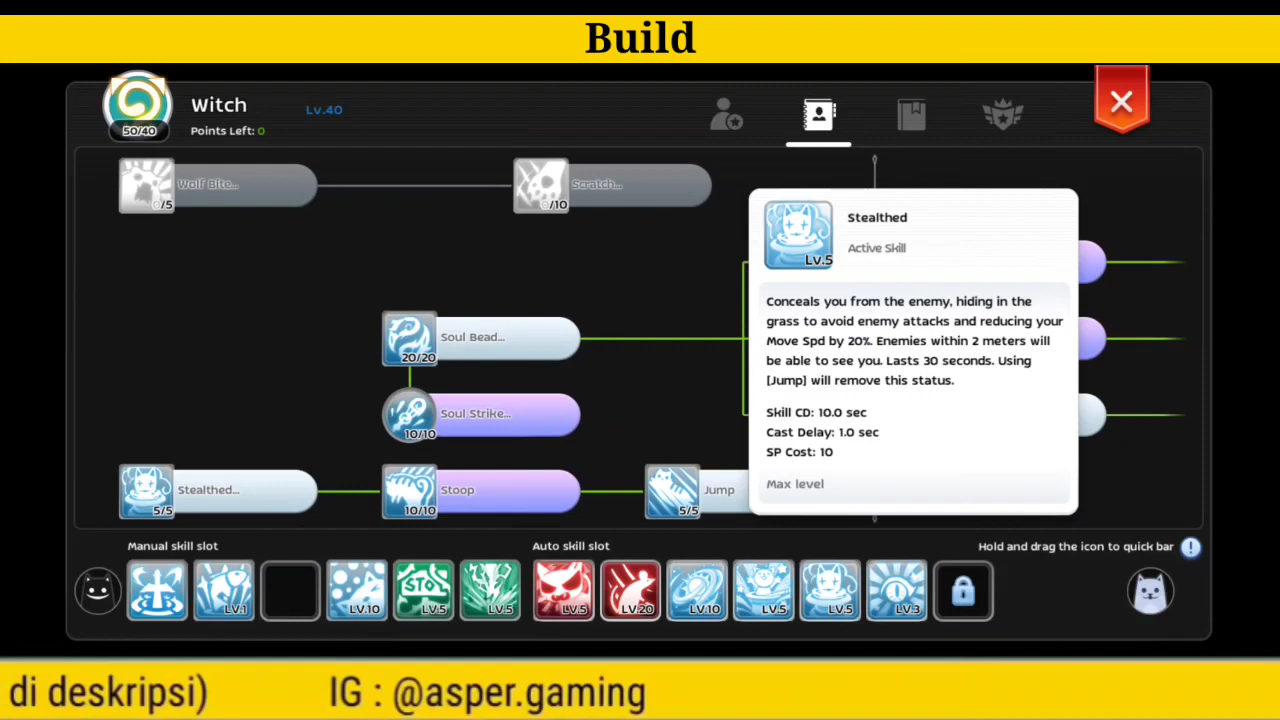 Build
Witch
Lv.40
50/40
Points Left: 0
Wolf Bite...
0/5
Scratch...
0/10
Stealthed
Active Skill
Lv.5
Conceals you from the enemy, hiding in the
grass to avoid enemy attacks and reducing your
Move Spd by 20%. Enemies within 2 meters will
be able to see you. Lasts 30 seconds. Using
[Jump] will remove this status.
Skill CD: 10.0 sec
Cast Delay: 1.0 sec
SP Cost: 10
Max level
Soul Bead...
20/20
Soul Strike...
10/10
Stealthed...
5/5
Stoop
10/10
Jump
5/5
Manual skill slot
Auto skill slot
Hold and drag the icon to quick bar
LV.1
LV.10
STO
LV.5
LV.5
LV.5
LV.20
LV.10
LV.5
LV.5
LV.3
di deskripsi)
IG : @asper.gaming